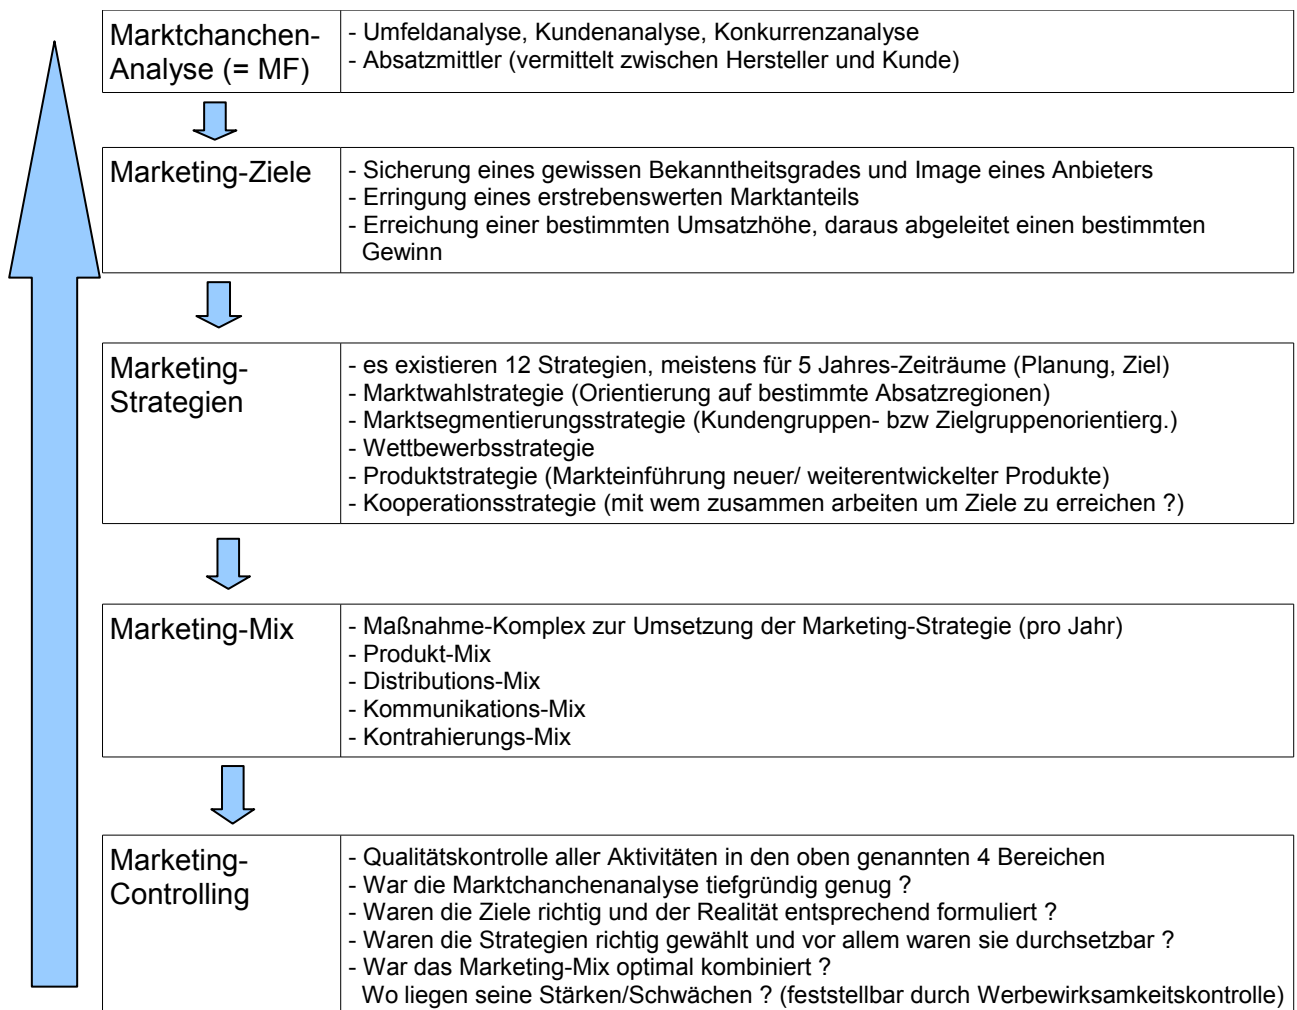 Marktchanchen-
Analyse (= MF)
- Umfeldanalyse, Kundenanalyse, Konkurrenzanalyse
- Absatzmittler (vermittelt zwischen Hersteller und Kunde)
Marketing-Ziele
- Sicherung eines gewissen Bekanntheitsgrades und Image eines Anbieters
- Erringung eines erstrebenswerten Marktanteils
- Erreichung einer bestimmten Umsatzhöhe, daraus abgeleitet einen bestimmten
Gewinn
Marketing-
Strategien
- es existieren 12 Strategien, meistens für 5 Jahres-Zeiträume (Planung, Ziel)
- Marktwahlstrategie (Orientierung auf bestimmte Absatzregionen)
- Marktsegmentierungsstrategie (Kundengruppen- bzw Zielgruppenorientierg.)
- Wettbewerbsstrategie
- Produktstrategie (Markteinführung neuer/ weiterentwickelter Produkte)
- Kooperationsstrategie (mit wem zusammen arbeiten um Ziele zu erreichen ?)
Marketing-Mix
- Maßnahme-Komplex zur Umsetzung der Marketing-Strategie (pro Jahr)
- Produkt-Mix
- Distributions-Mix
- Kommunikations-Mix
- Kontrahierungs-Mix
Marketing-
Controlling
- Qualitätskontrolle aller Aktivitäten in den oben genannten 4 Bereichen
- War die Marktchanchenanalyse tiefgründig genug ?
- Waren die Ziele richtig und der Realität entsprechend formuliert ?
- Waren die Strategien richtig gewählt und vor allem waren sie durchsetzbar ?
- War das Marketing-Mix optimal kombiniert ?
Wo liegen seine Stärken/Schwächen ? (feststellbar durch Werbewirksamkeitskontrolle)